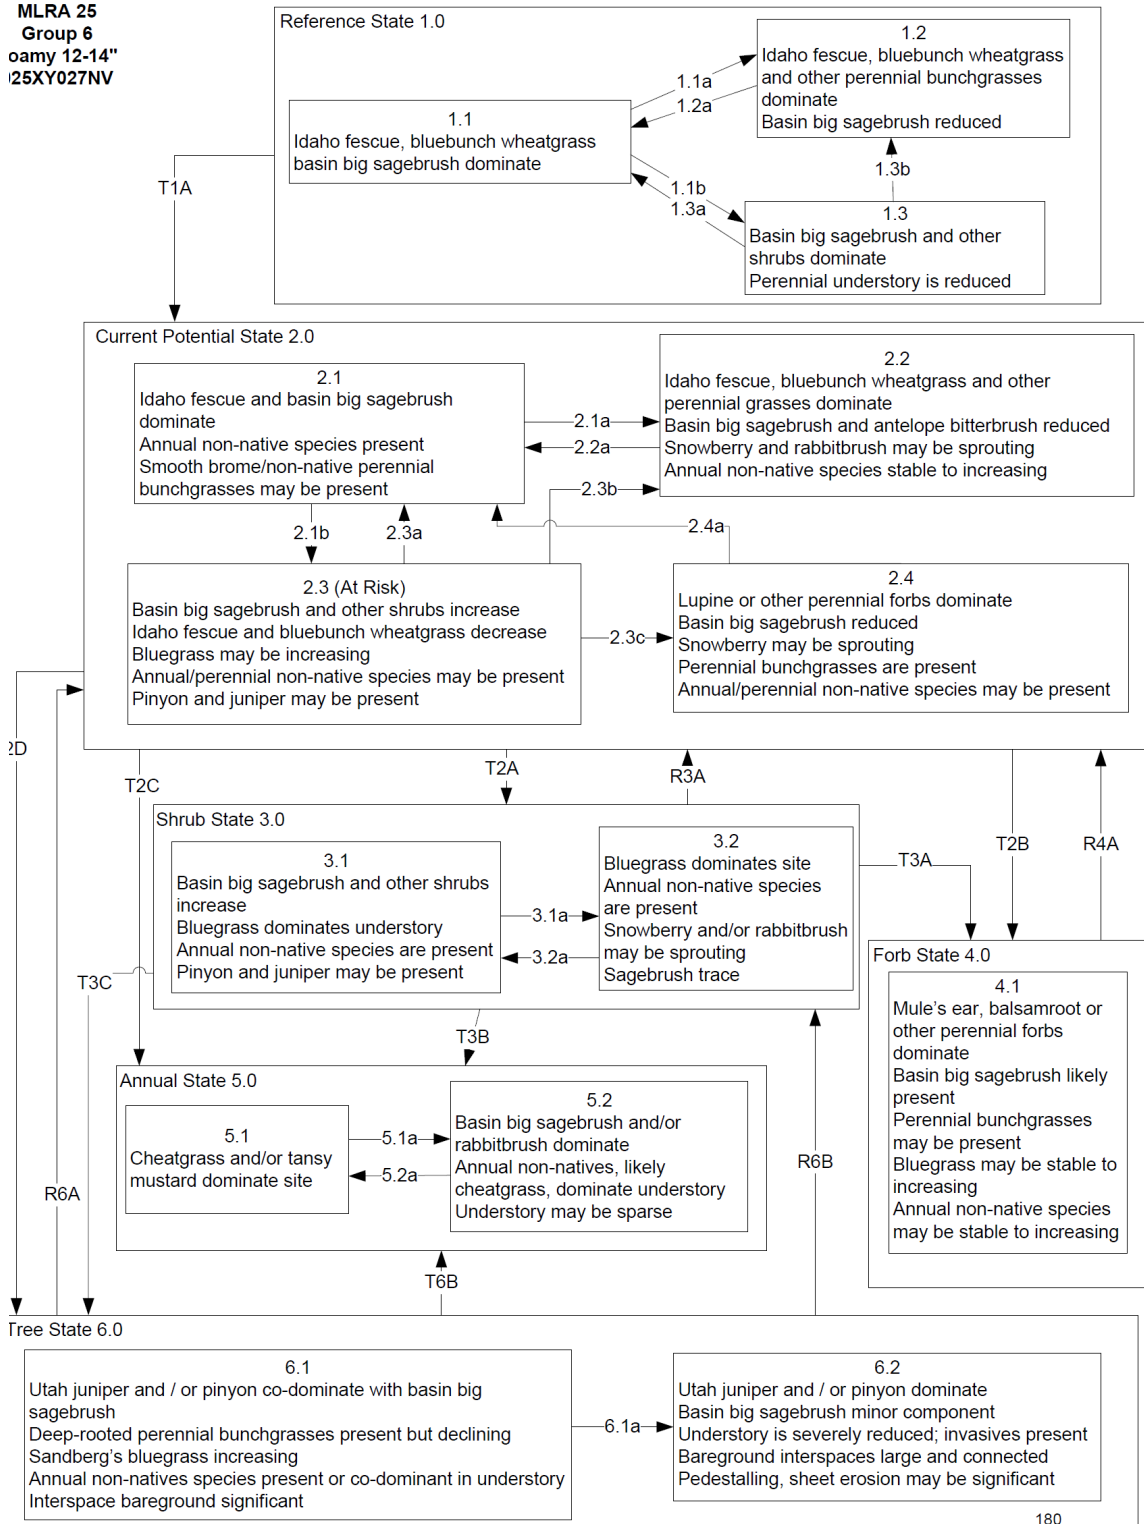 MLRA 25
Group 6
oamy 12-14"
25XY027NV
Reference State 1.0
1.1
Idaho fescue, bluebunch wheatgrass
basin big sagebrush dominate
1.1a
1.2a
1.2
Idaho fescue, bluebunch wheatgrass
and other perennial bunchgrasses
dominate
Basin big sagebrush reduced
1.3b
1.1b
1.3a
1.3
Basin big sagebrush and other
shrubs dominate
Perennial understory is reduced
T1A
Current Potential State 2.0
2.1
Idaho fescue and basin big sagebrush
dominate
Annual non-native species present
Smooth brome/non-native perennial
bunchgrasses may be present
2.1a
2.2a
2.3b
2.2
Idaho fescue, bluebunch wheatgrass and other
perennial grasses dominate
Basin big sagebrush and antelope bitterbrush reduced
Snowberry and rabbitbrush may be sprouting
Annual non-native species stable to increasing
2.1b
2.3a
2.4a
2.3 (At Risk)
Basin big sagebrush and other shrubs increase
Idaho fescue and bluebunch wheatgrass decrease
Bluegrass may be increasing
Annual/perennial non-native species may be present
Pinyon and juniper may be present
2.3c
2.4
Lupine or other perennial forbs dominate
Basin big sagebrush reduced
Snowberry may be sprouting
Perennial bunchgrasses are present
Annual/perennial non-native species may be present
2D
T2C
T2A
R3A
T2B
R4A
Shrub State 3.0
3.1
Basin big sagebrush and other shrubs
increase
Bluegrass dominates understory
Annual non-native species are present
Pinyon and juniper may be present
3.1a
3.2a
3.2
Bluegrass dominates site
Annual non-native species
are present
Snowberry and/or rabbitbrush
may be sprouting
Sagebrush trace
T3A
T3C
T3B
Forb State 4.0
4.1
Mule's ear, balsamroot or
other perennial forbs
dominate
Basin big sagebrush likely
present
Perennial bunchgrasses
may be present
Bluegrass may be stable to
increasing
Annual non-native species
may be stable to increasing
Annual State 5.0
5.1
Cheatgrass and/or tansy
mustard dominate site
5.1a
5.2a
5.2
Basin big sagebrush and/or
rabbitbrush dominate
Annual non-natives, likely
cheatgrass, dominate understory
Understory may be sparse
R6A
R6B
T6B
Tree State 6.0
6.1
Utah juniper and / or pinyon co-dominate with basin big
sagebrush
Deep-rooted perennial bunchgrasses present but declining
Sandberg's bluegrass increasing
Annual non-natives species present or co-dominant in understory
Interspace bareground significant
6.1a
6.2
Utah juniper and / or pinyon dominate
Basin big sagebrush minor component
Understory is severely reduced; invasives present
Bareground interspaces large and connected
Pedestalling, sheet erosion may be significant
180